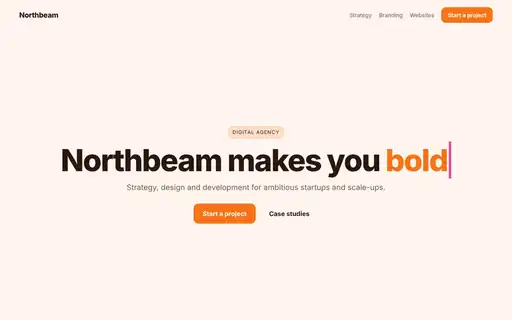 Northbeam
Strategy Branding Websites Start a project
DIGITAL AGENCY
Northbeam makes you bold
Strategy, design and development for ambitious startups and scale-ups.
Start a project Case studies